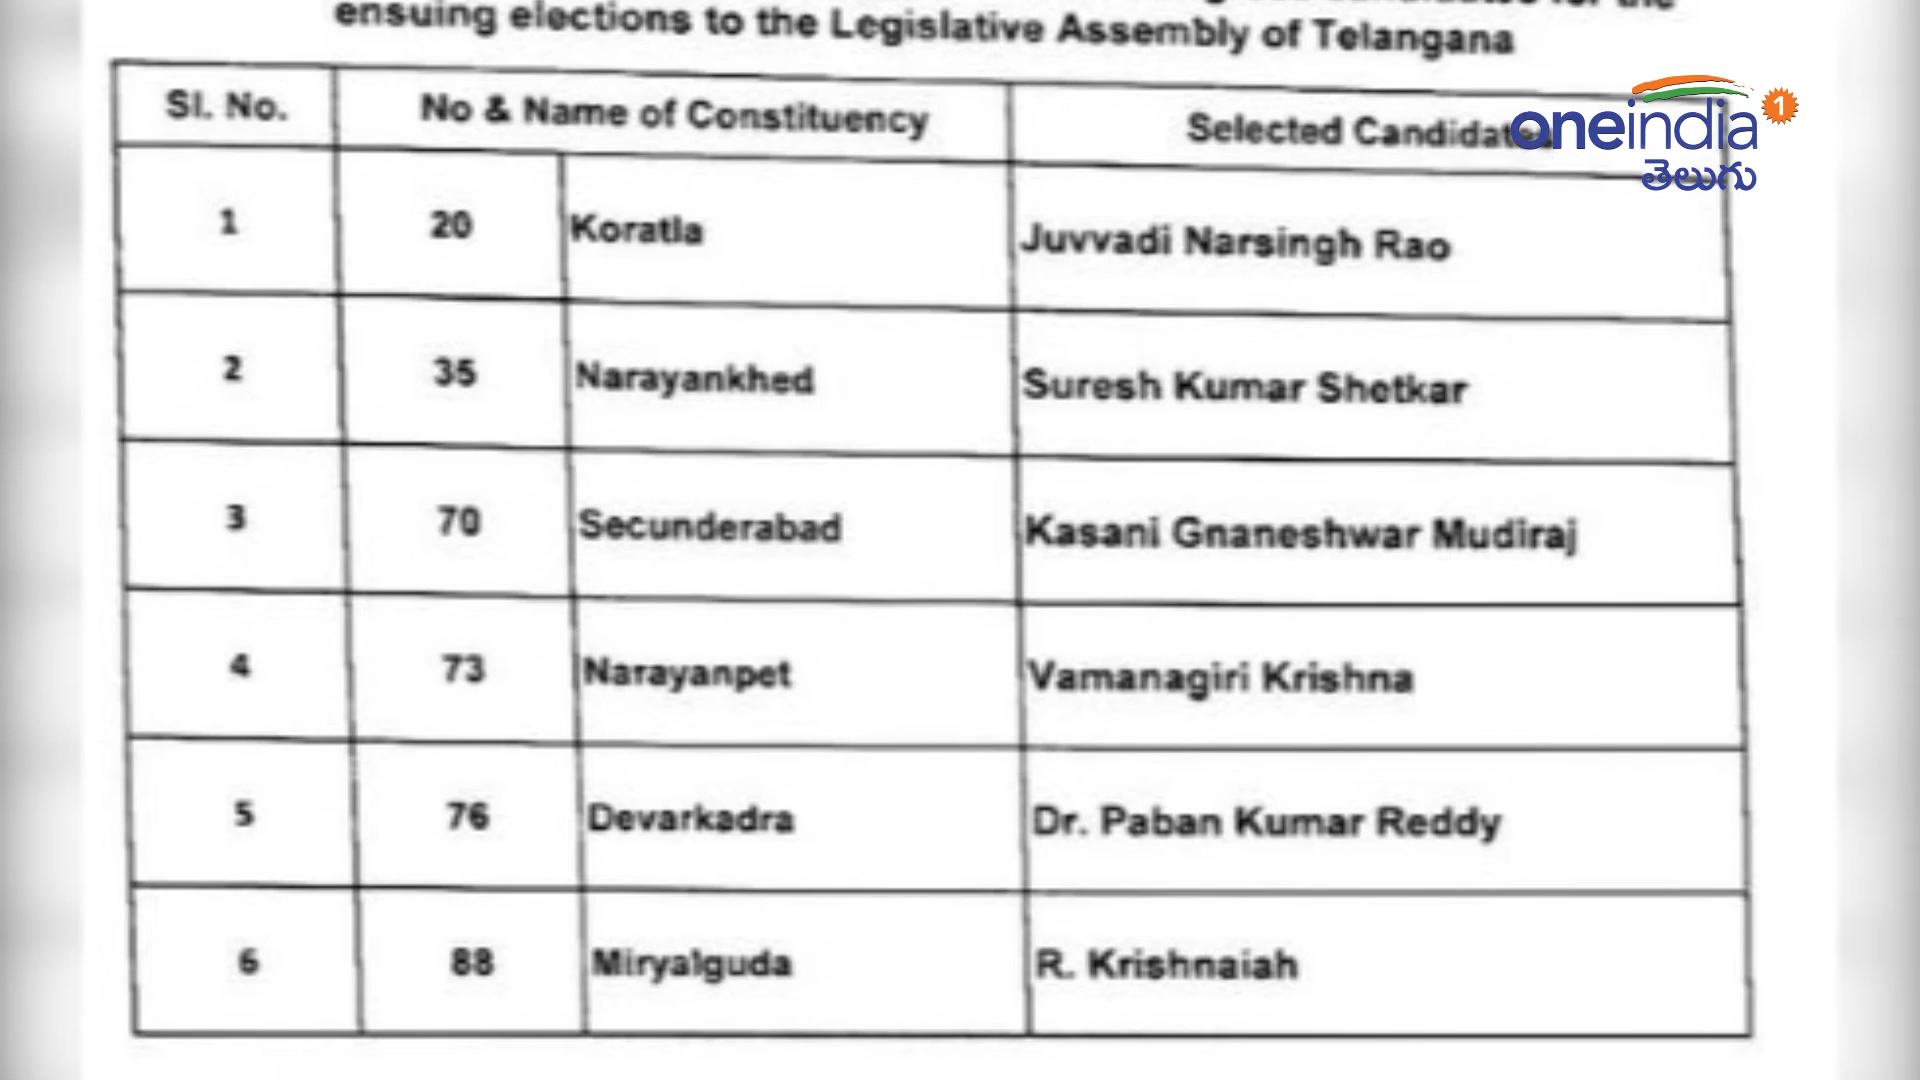 ensuing elections to the Legislative Assembly of Telangana
Sl. No. No & Name of Constituency Selected Candidates
oneindia 1
తెలుగు
1 20 Koratla Juvvadi Narsingh Rao
2 35 Narayankhed Suresh Kumar Shetkar
3 70 Secunderabad Kasani Gnaneshwar Mudiraj
4 73 Narayanpet Vamanagiri Krishna
5 76 Devarkadra Dr. Paban Kumar Reddy
6 88 Miryalguda R. Krishnaiah